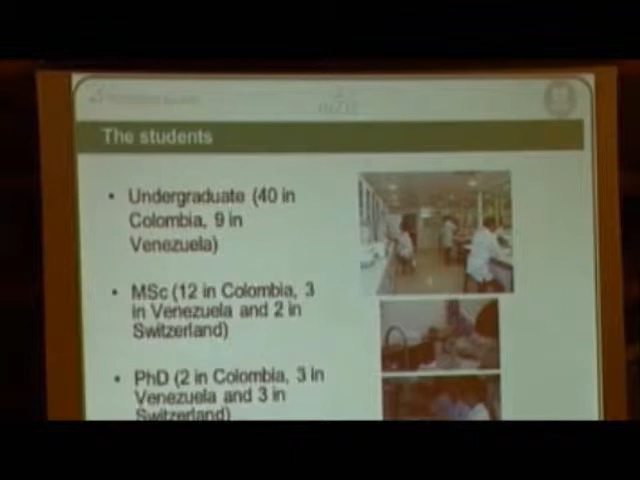 The students
• Undergraduate (40 in
Colombia, 9 in
Venezuela)
• MSc (12 in Colombia, 3
in Venezuela and 2 in
Switzerland)
• PhD (2 in Colombia, 3 in
Venezuela and 3 in
Switzerland)